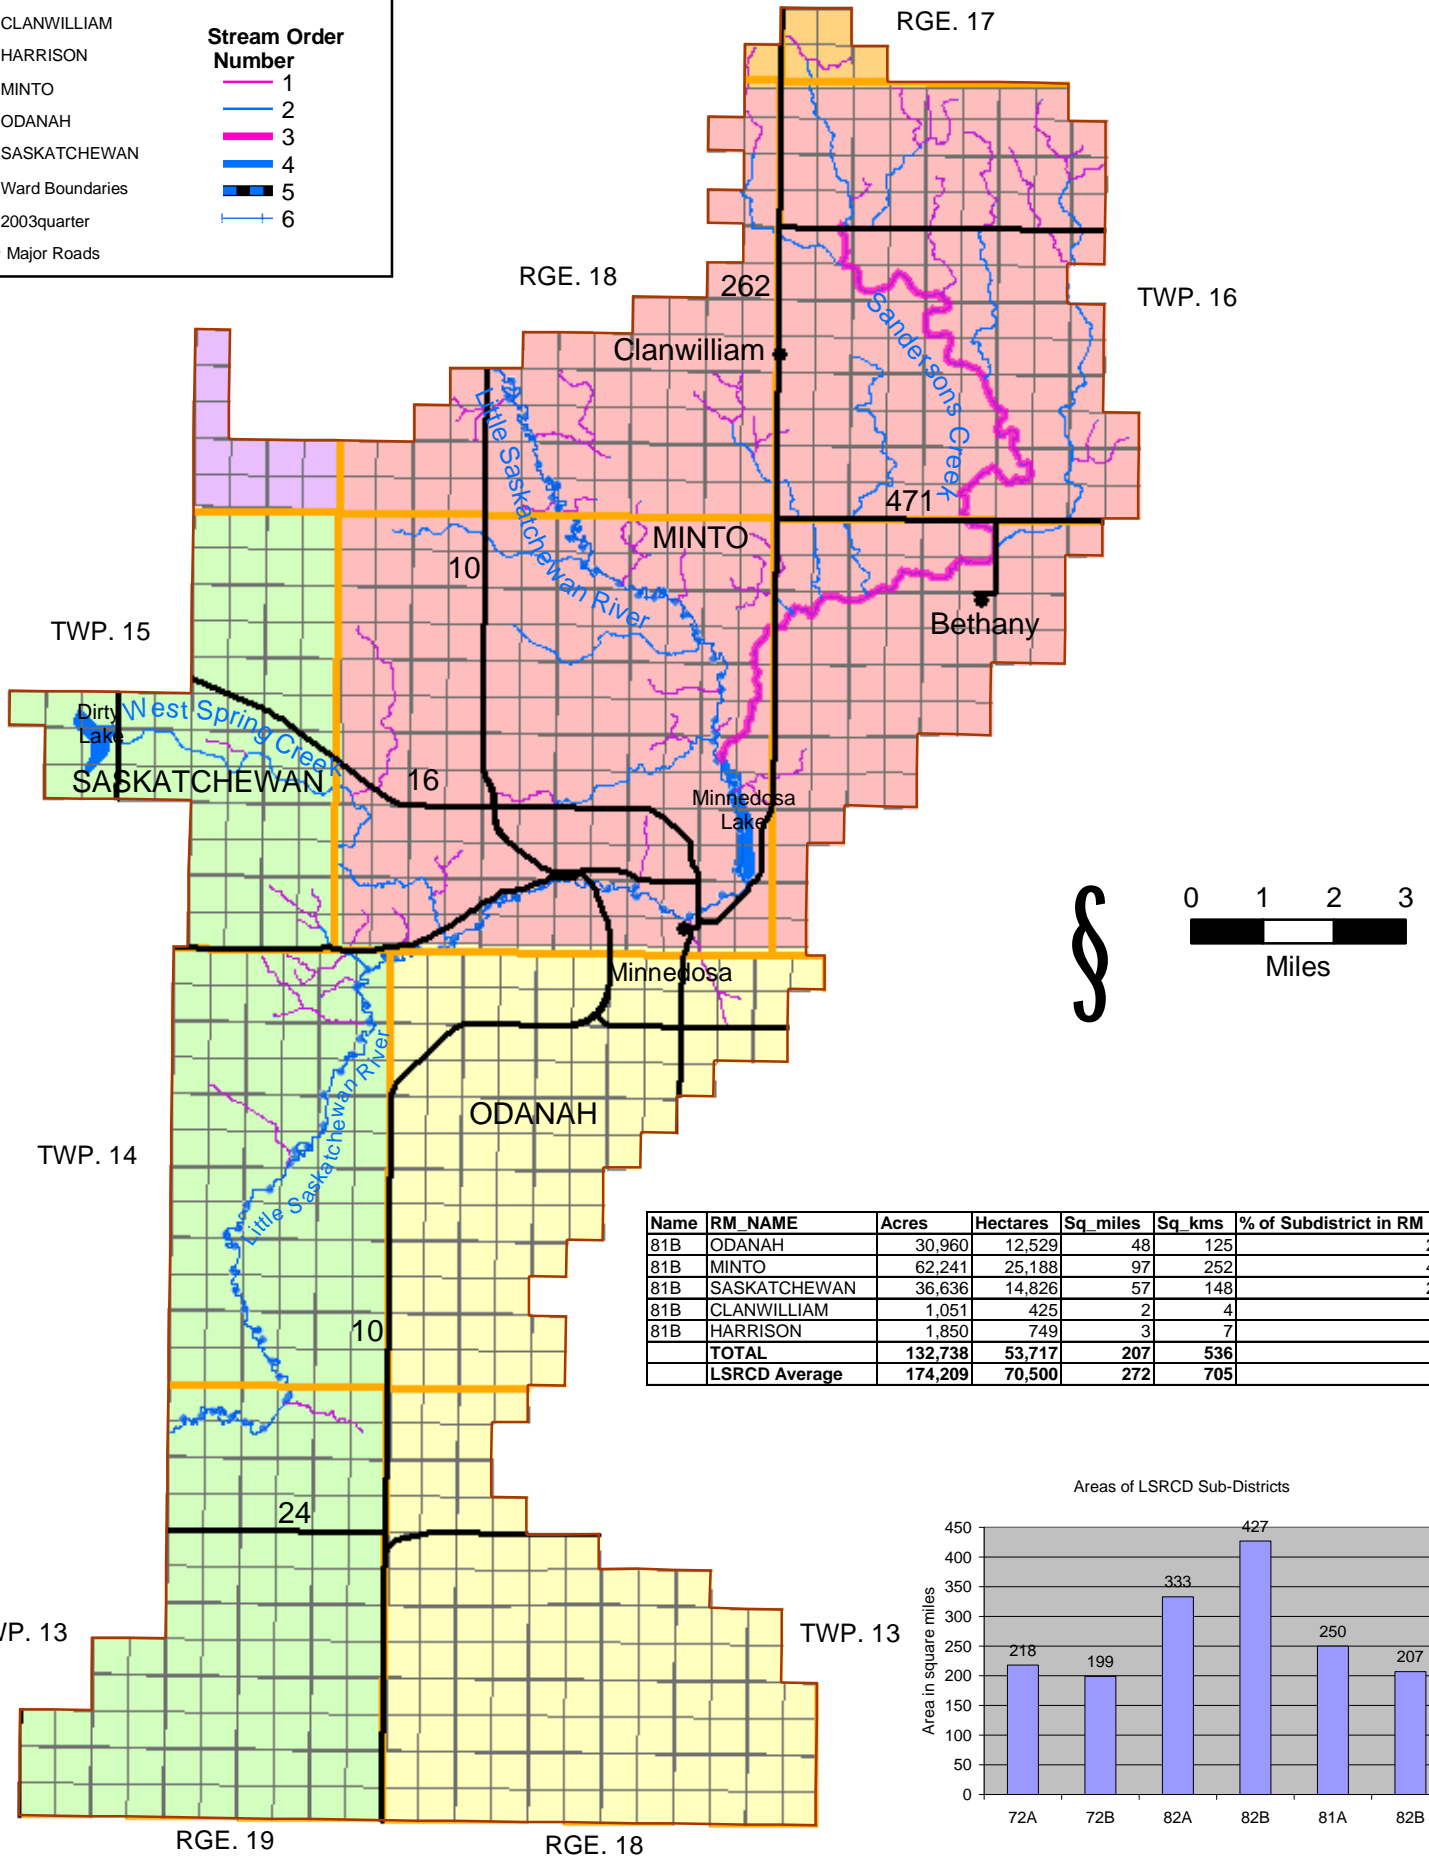 CLANWILLIAM
HARRISON
MINTO
ODANAH
SASKATCHEWAN
Ward Boundaries
2003quarter
Major Roads
Stream Order
Number
1
2
3
4
5
6
RGE. 17
RGE. 18
262
TWP. 16
Clanwilliam
Sandersons Creek
Little Saskatchewan River
471
MINTO
10
Bethany
TWP. 15
Dirty
Lake
West Spring Creek
SASKATCHEWAN
16
Minnedosa
Lake
0 1 2 3
Miles
§
Minnedosa
Little Saskatchewan River
ODANAH
TWP. 14
10
24
Name RM_NAME Acres Hectares Sq_miles Sq_kms % of Subdistrict in RM
81B ODANAH 30,960 12,529 48 125
81B MINTO 62,241 25,188 97 252
81B SASKATCHEWAN 36,636 14,826 57 148
81B CLANWILLIAM 1,051 425 2 4
81B HARRISON 1,850 749 3 7
TOTAL 132,738 53,717 207 536
LSRCD Average 174,209 70,500 272 705
Areas of LSRCD Sub-Districts
Area in square miles
450
400
350
300
250
200
150
100
50
0
218
199
333
427
250
207
72A 72B 82A 82B 81A 82B
WP. 13
TWP. 13
RGE. 19
RGE. 18